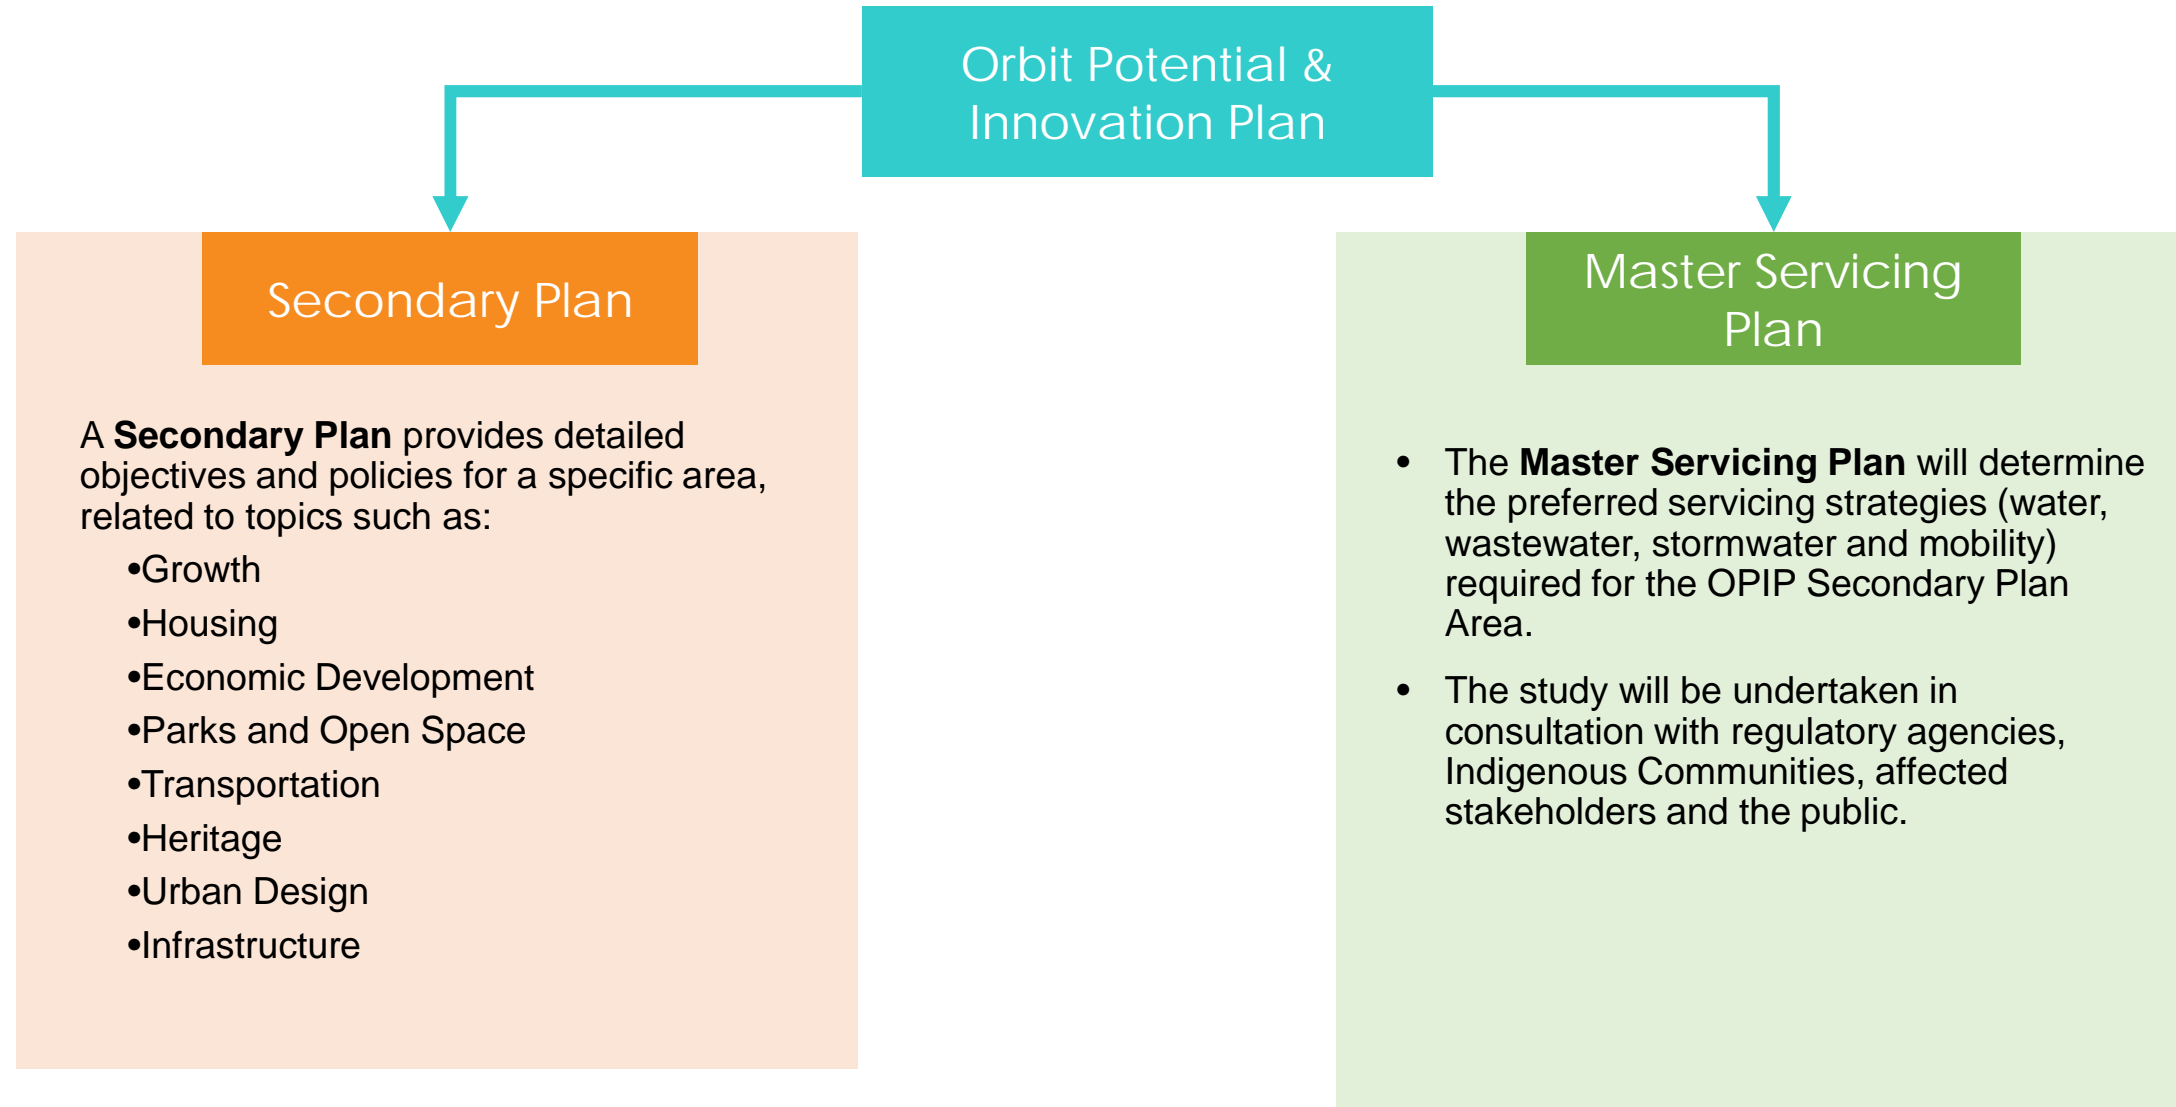 Orbit Potential &
Innovation Plan
Secondary Plan
A Secondary Plan provides detailed
objectives and policies for a specific area,
related to topics such as:
•Growth
•Housing
•Economic Development
•Parks and Open Space
•Transportation
•Heritage
•Urban Design
•Infrastructure
Master Servicing
Plan
• The Master Servicing Plan will determine
the preferred servicing strategies (water,
wastewater, stormwater and mobility)
required for the OPIP Secondary Plan
Area.
• The study will be undertaken in
consultation with regulatory agencies,
Indigenous Communities, affected
stakeholders and the public.